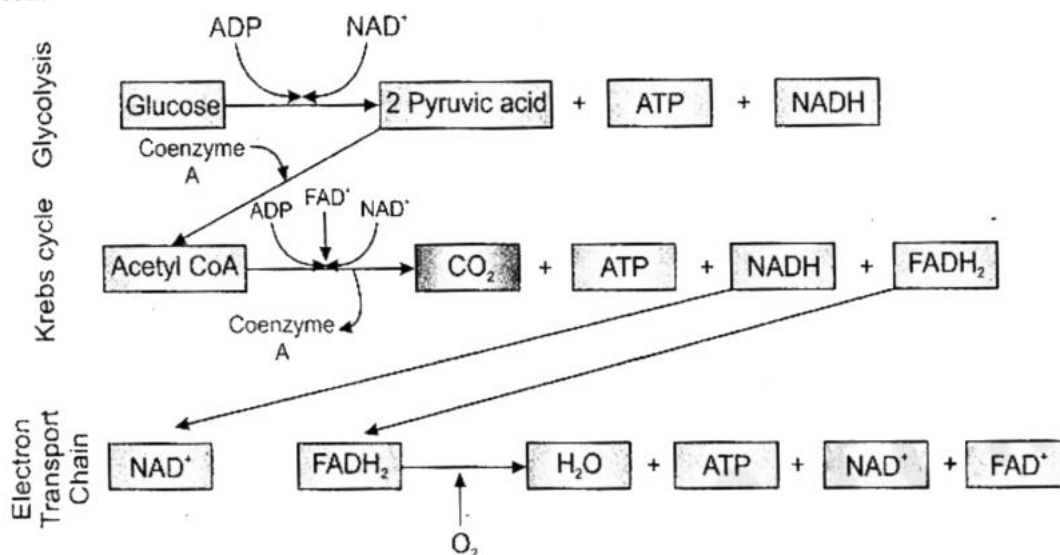 ADP NAD⁺
Glycolysis
Glucose 2 Pyruvic acid + ATP + NADH
Coenzyme
A
Krebs cycle
ADP FAD⁺ NAD⁺
Acetyl CoA CO₂ + ATP + NADH + FADH₂
Coenzyme
A
Electron
Transport
Chain
NAD⁺ FADH₂ H₂O + ATP + NAD⁺ + FAD⁺
O₂